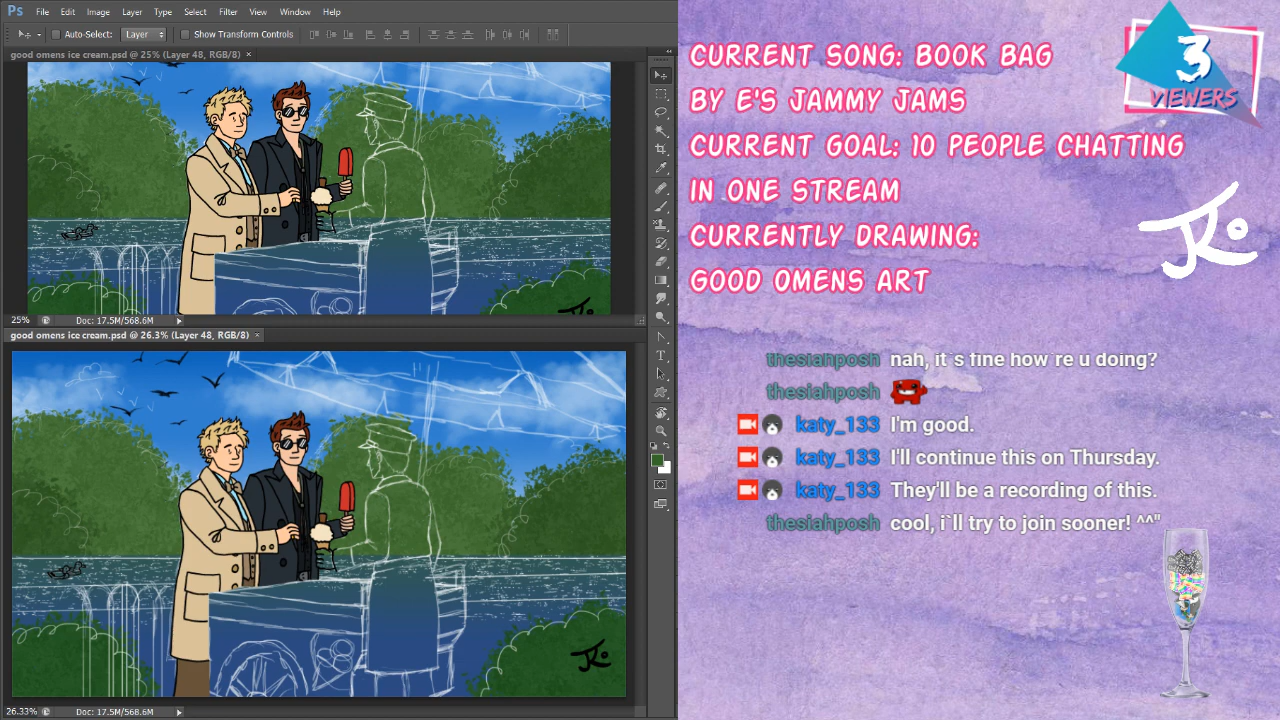 Ps File Edit Image Layer Type Select Filter View Window Help
Auto-Select: Layer Show Transform Controls
good omens ice cream.psd @ 25% (Layer 48, RGB/8) ×
25% Doc: 17.5M/568.6M
good omens ice cream.psd @ 26.3% (Layer 48, RGB/8) ×
26.33% Doc: 17.5M/568.6M
CURRENT SONG: BOOK BAG
BY E'S JAMMY JAMS
CURRENT GOAL: 10 PEOPLE CHATTING
IN ONE STREAM
CURRENTLY DRAWING:
GOOD OMENS ART
3
VIEWERS
JKo
thesiahposh nah, it`s fine how`re u doing?
thesiahposh
katy_133 I'm good.
katy_133 I'll continue this on Thursday.
katy_133 They'll be a recording of this.
thesiahposh cool, i`ll try to join sooner! ^^"